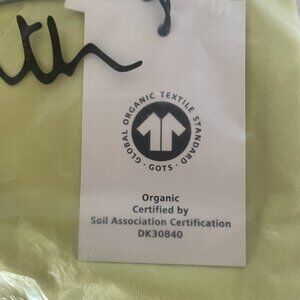 GLOBAL ORGANIC TEXTILE STANDARD · GOTS ·
Organic
Certified by
Soil Association Certification
DK30840